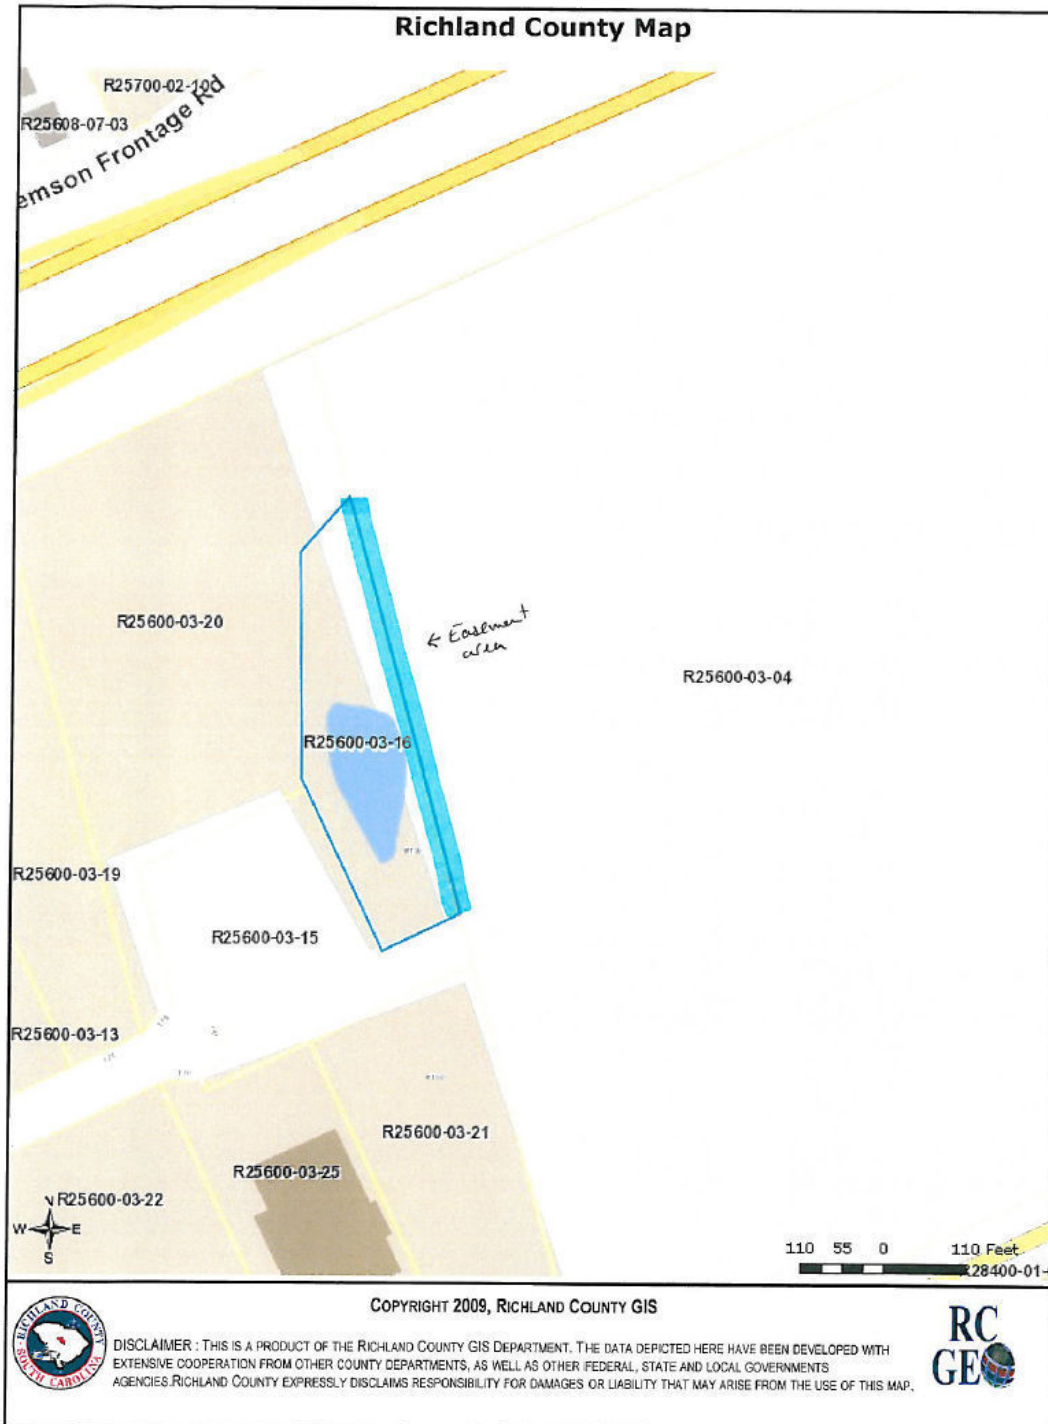 Richland County Map
R25700-02-10
R25608-07-03
emson Frontage Rd
R25600-03-20
← Easement
area
R25600-03-04
R25600-03-16
R25600-03-19
R25600-03-15
R25600-03-13
R25600-03-21
R25600-03-25
R25600-03-22
N
W E
S
110 55 0 110 Feet
R28400-01-
COPYRIGHT 2009, RICHLAND COUNTY GIS
RICHLAND COUNTY
SOUTH CAROLINA
DISCLAIMER : THIS IS A PRODUCT OF THE RICHLAND COUNTY GIS DEPARTMENT. THE DATA DEPICTED HERE HAVE BEEN DEVELOPED WITH
EXTENSIVE COOPERATION FROM OTHER COUNTY DEPARTMENTS, AS WELL AS OTHER FEDERAL, STATE AND LOCAL GOVERNMENTS
AGENCIES.RICHLAND COUNTY EXPRESSLY DISCLAIMS RESPONSIBILITY FOR DAMAGES OR LIABILITY THAT MAY ARISE FROM THE USE OF THIS MAP.
RC
GEO